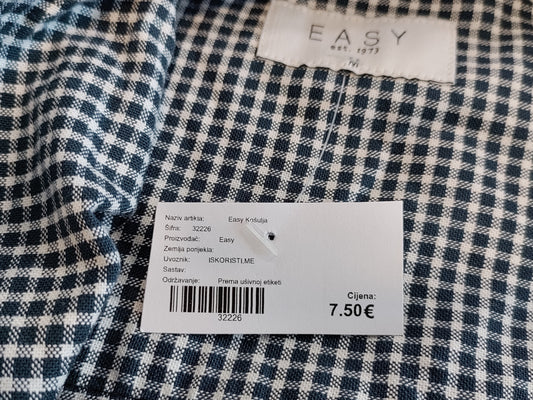 EASY
est. 1977
M
Naziv artikla: Easy Košulja
Šifra: 32226
Proizvođač: Easy
Zemlja porijekla:
Uvoznik: ISKORISTI.ME
Sastav:
Održavanje: Prema ušivnoj etiketi
32226
Cijena:
7.50€